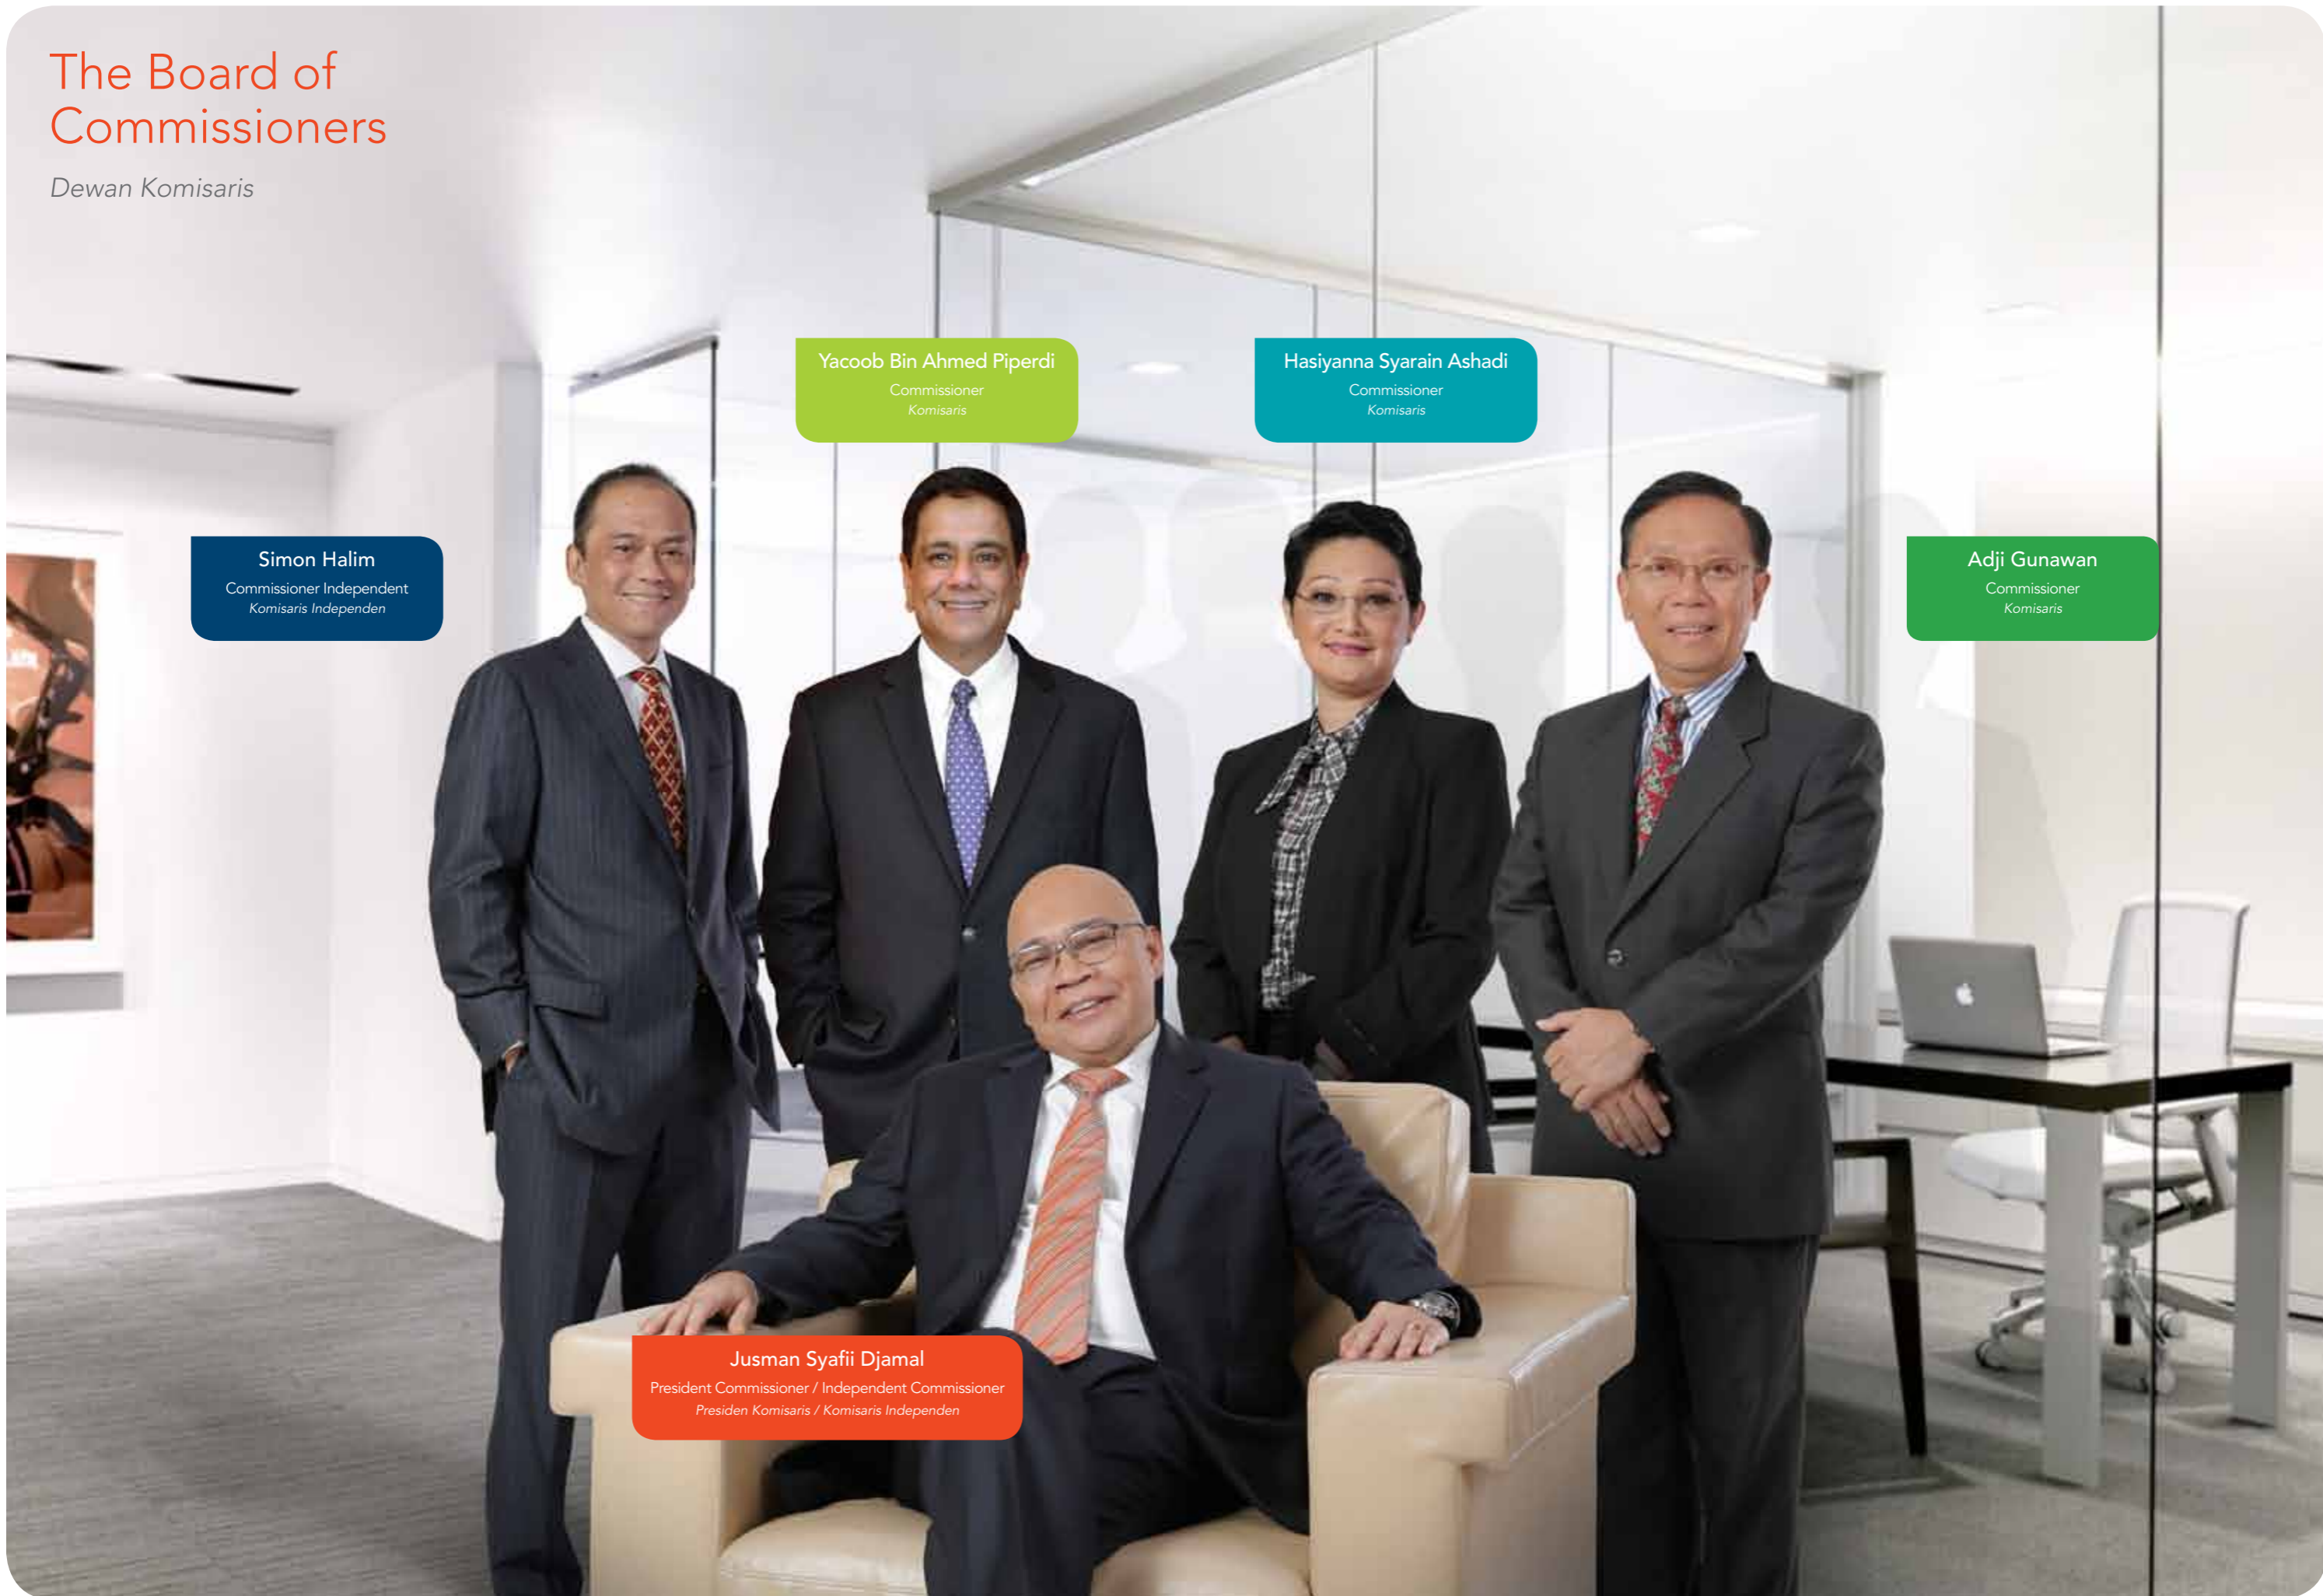 The Board of
Commissioners
Dewan Komisaris
Yacoob Bin Ahmed Piperdi
Commissioner
Komisaris
Hasiyanna Syarain Ashadi
Commissioner
Komisaris
Simon Halim
Commissioner Independent
Komisaris Independen
Adji Gunawan
Commissioner
Komisaris
Jusman Syafii Djamal
President Commissioner / Independent Commissioner
Presiden Komisaris / Komisaris Independen